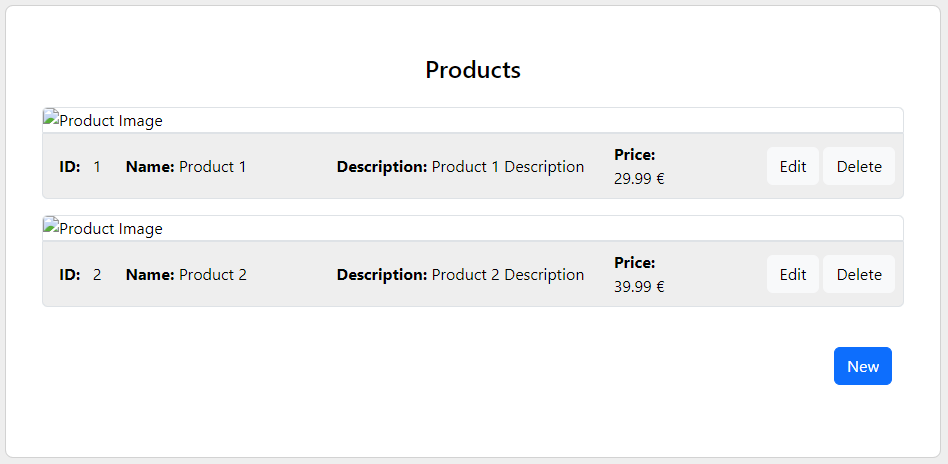 Products
Product Image
ID: 1 Name: Product 1 Description: Product 1 Description Price: 29.99 € Edit Delete
Product Image
ID: 2 Name: Product 2 Description: Product 2 Description Price: 39.99 € Edit Delete
New